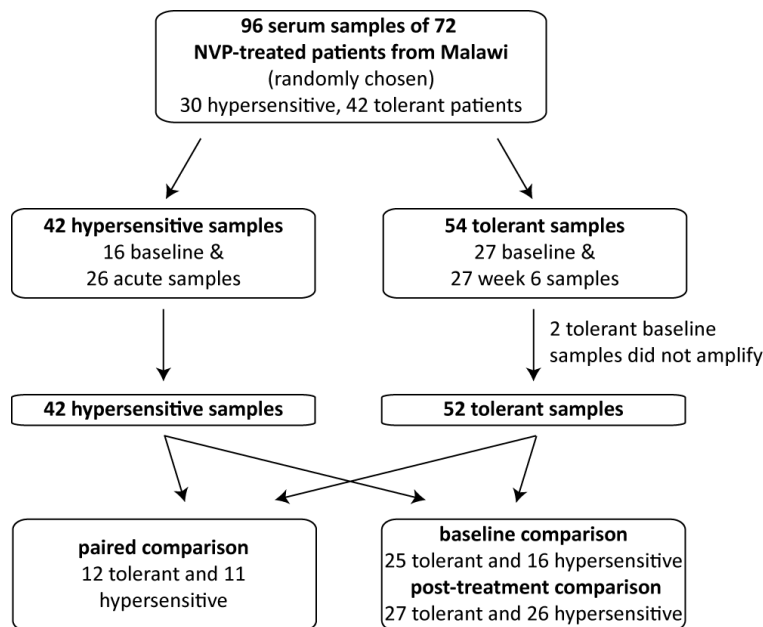 96 serum samples of 72
NVP-treated patients from Malawi
(randomly chosen)
30 hypersensitive, 42 tolerant patients
42 hypersensitive samples
16 baseline &
26 acute samples
54 tolerant samples
27 baseline &
27 week 6 samples
2 tolerant baseline
samples did not amplify
42 hypersensitive samples
52 tolerant samples
paired comparison
12 tolerant and 11
hypersensitive
baseline comparison
25 tolerant and 16 hypersensitive
post-treatment comparison
27 tolerant and 26 hypersensitive